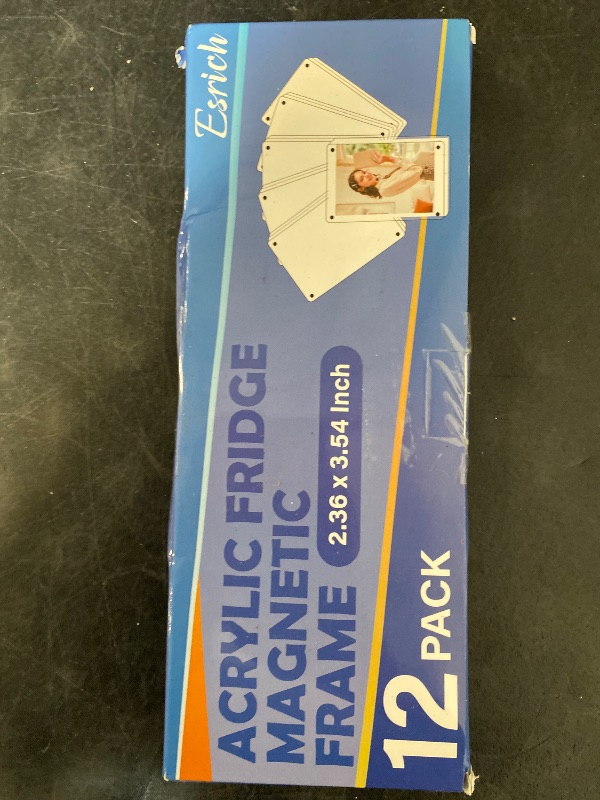 Esrich
ACRYLIC FRIDGE
MAGNETIC
FRAME
2.36 x 3.54 Inch
12 PACK